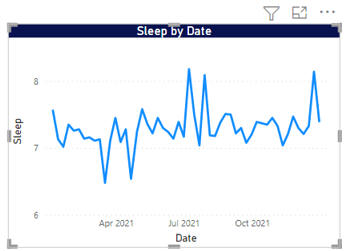 Sleep by Date
8
7
6
Sleep
Apr 2021
Jul 2021
Oct 2021
Date